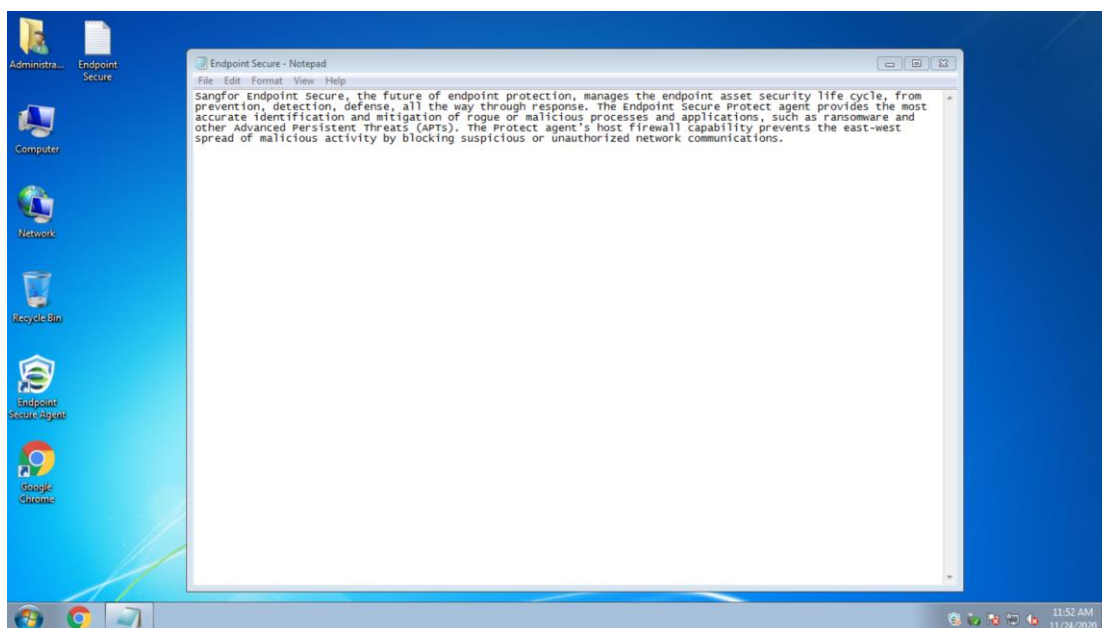 Administra...
Endpoint
Secure
Computer
Network
Recycle Bin
Endpoint
Secure Agent
Google
Chrome
Endpoint Secure - Notepad
File Edit Format View Help
Sangfor Endpoint Secure, the future of endpoint protection, manages the endpoint asset security life cycle, from
prevention, detection, defense, all the way through response. The Endpoint Secure Protect agent provides the most
accurate identification and mitigation of rogue or malicious processes and applications, such as ransomware and
other Advanced Persistent Threats (APTs). The Protect agent's host firewall capability prevents the east-west
spread of malicious activity by blocking suspicious or unauthorized network communications.
11:52 AM
11/24/2020